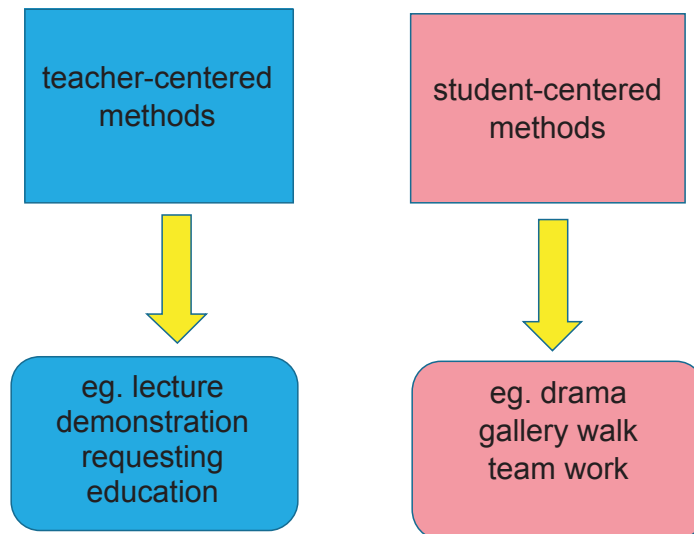 teacher-centered
methods
student-centered
methods
eg. lecture
demonstration
requesting
education
eg. drama
gallery walk
team work